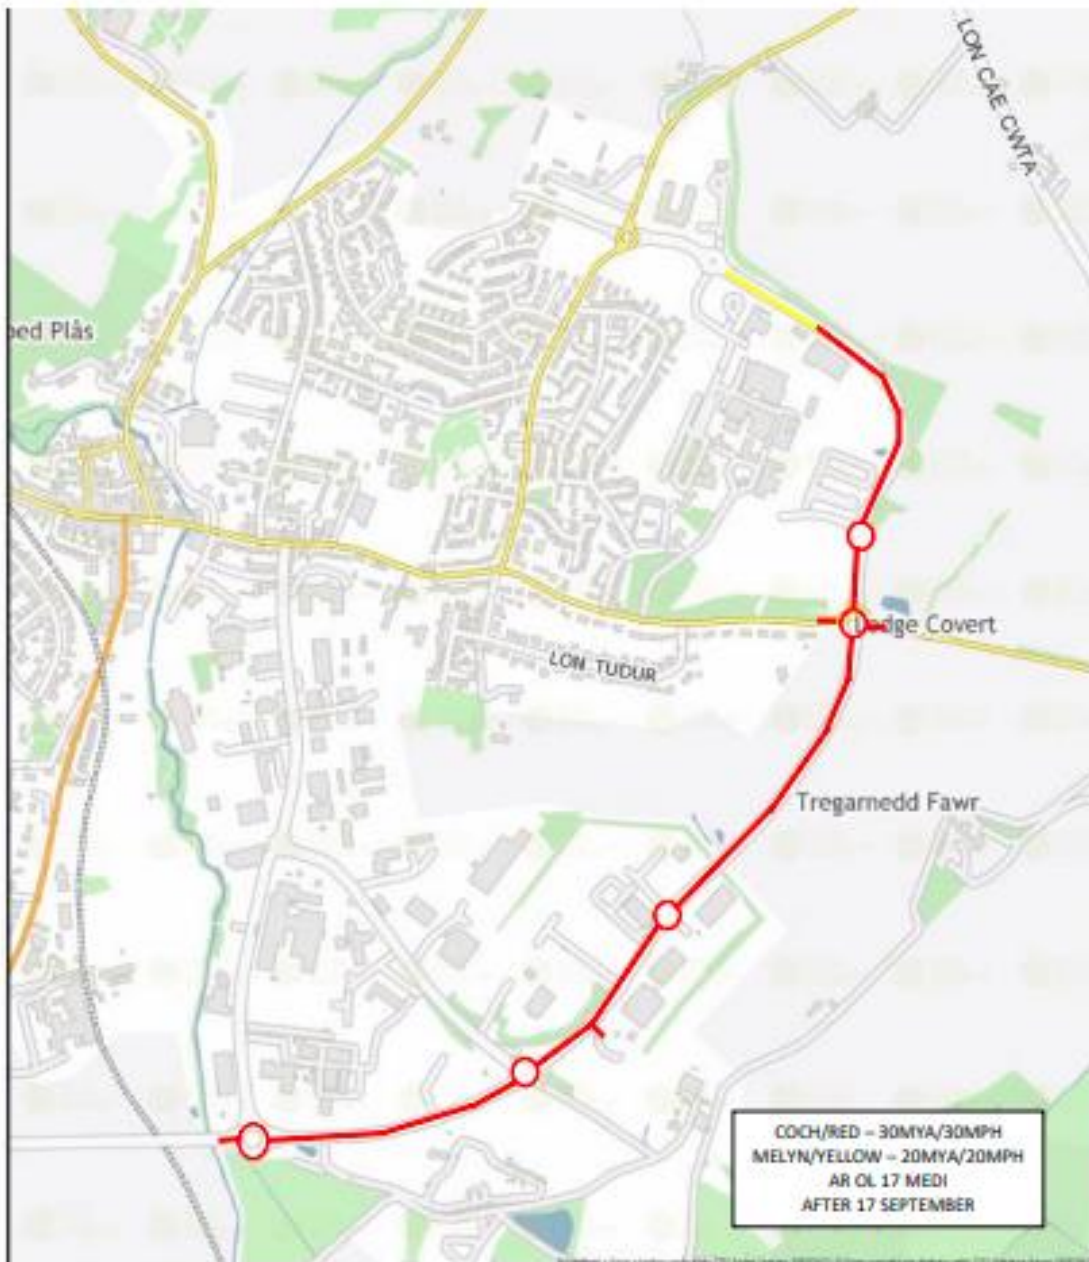 LON CAE CWTA
ped Plâs
Lodge Covert
LON TUDUR
Tregarnedd Fawr
COCH/RED – 30MYA/30MPH
MELYN/YELLOW – 20MYA/20MPH
AR OL 17 MEDI
AFTER 17 SEPTEMBER